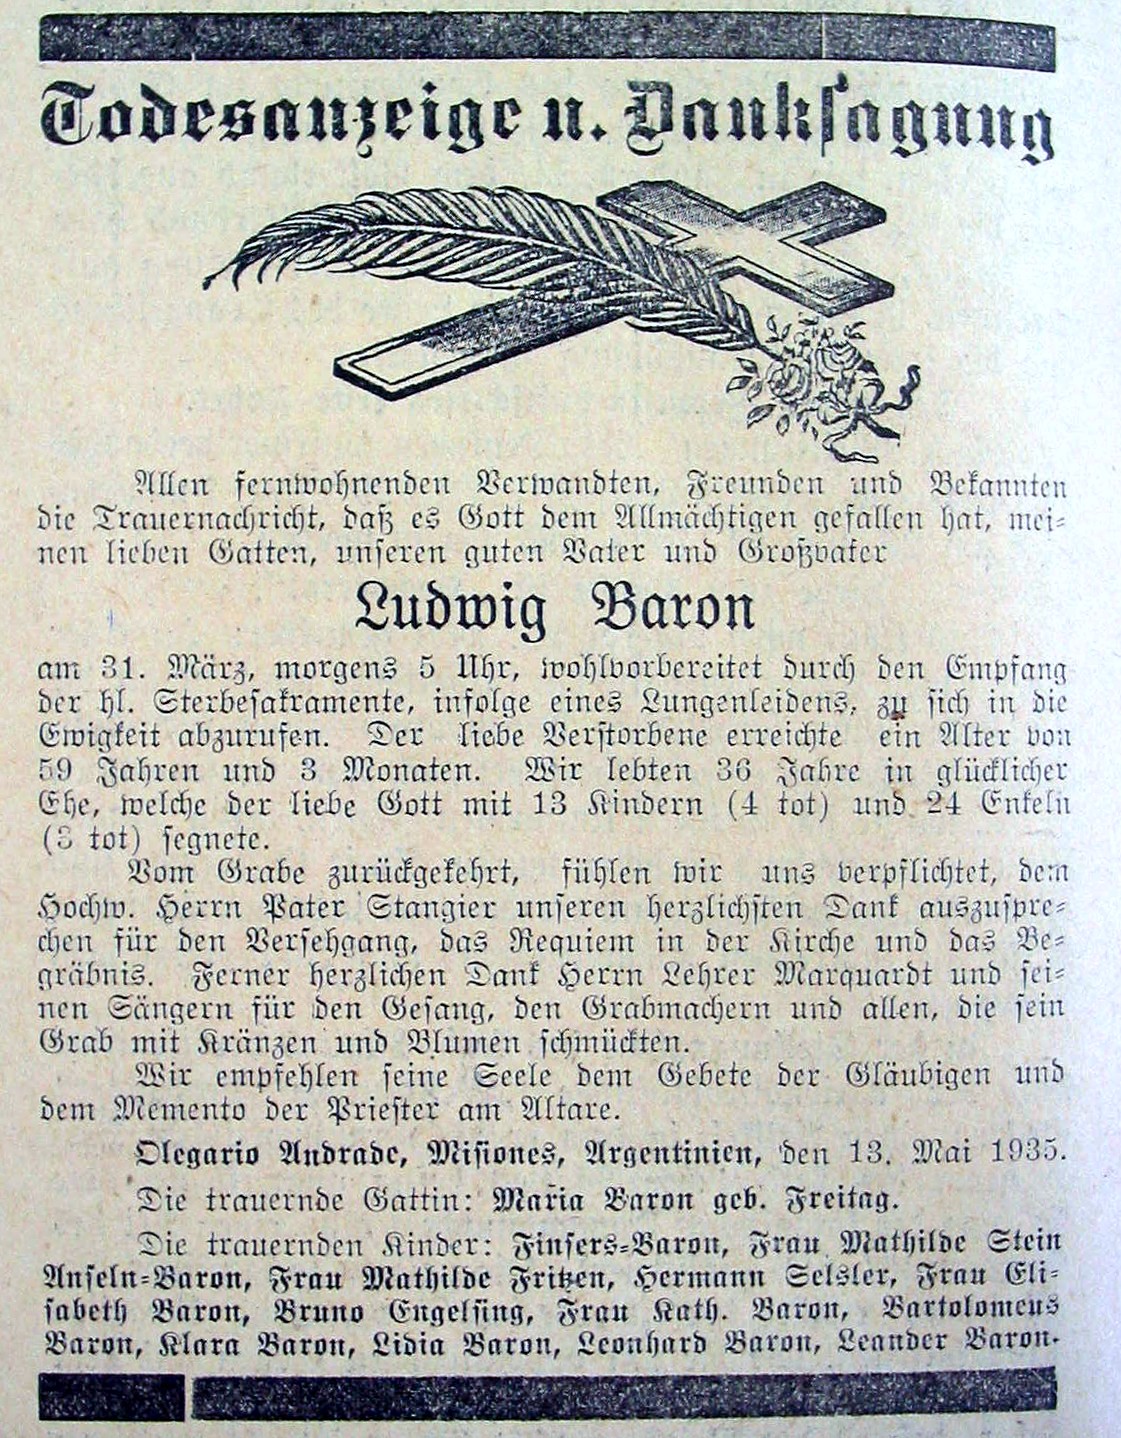 Todesanzeige u. Danksagung
Allen fernwohnenden Verwandten, Freunden und Bekannten
die Trauernachricht, daß es Gott dem Allmächtigen gefallen hat, mei-
nen lieben Gatten, unseren guten Vater und Großvater
Ludwig Baron
am 31. März, morgens 5 Uhr, wohlvorbereitet durch den Empfang
der hl. Sterbesakramente, infolge eines Lungenleidens, zu sich in die
Ewigkeit abzurufen. Der liebe Verstorbene erreichte ein Alter von
59 Jahren und 3 Monaten. Wir lebten 36 Jahre in glücklicher
Ehe, welche der liebe Gott mit 13 Kindern (4 tot) und 24 Enkeln
(3 tot) segnete.
Vom Grabe zurückgekehrt, fühlen wir uns verpflichtet, dem
Hochw. Herrn Pater Stangier unseren herzlichsten Dank auszuspre-
chen für den Versehgang, das Requiem in der Kirche und das Be-
gräbnis. Ferner herzlichen Dank Herrn Lehrer Marquardt und sei-
nen Sängern für den Gesang, den Grabmachern und allen, die sein
Grab mit Kränzen und Blumen schmückten.
Wir empfehlen seine Seele dem Gebete der Gläubigen und
dem Memento der Priester am Altare.
Olegario Andrade, Misiones, Argentinien, den 13. Mai 1935.
Die trauernde Gattin: Maria Baron geb. Freitag.
Die trauernden Kinder: Finsers-Baron, Frau Mathilde Stein
Anseln-Baron, Frau Mathilde Fritzen, Hermann Selsler, Frau Eli-
sabeth Baron, Bruno Engelsing, Frau Kath. Baron, Bartolomeus
Baron, Klara Baron, Lidia Baron, Leonhard Baron, Leander Baron.